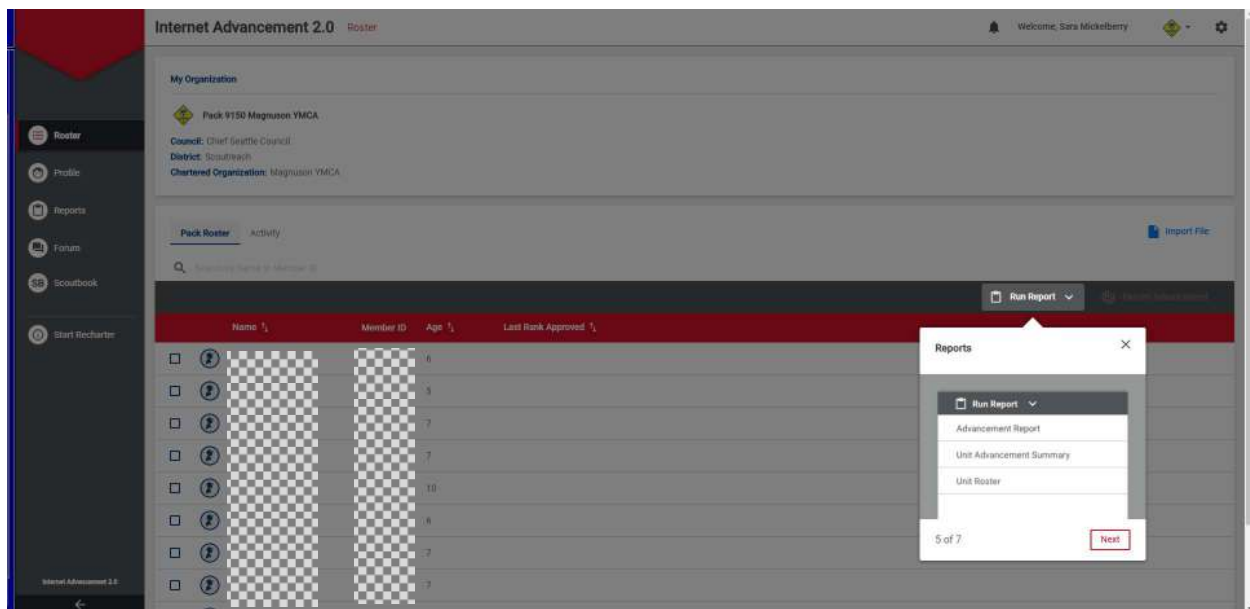 Internet Advancement 2.0 Roster
Welcome, Sara Mickelberry
My Organization
Pack 9150 Magnuson YMCA
Council: Chief Seattle Council
District: Scoutreach
Chartered Organization: Magnuson YMCA
Roster
Profile
Reports
Forum
SB Scoutbook
Start Recharter
Pack Roster Activity
Import File
Run Report
Name Member ID Age Last Rank Approved
6
5
7
7
10
6
7
7
Reports
Run Report
Advancement Report
Unit Advancement Summary
Unit Roster
5 of 7 Next
Internet Advancement 2.0